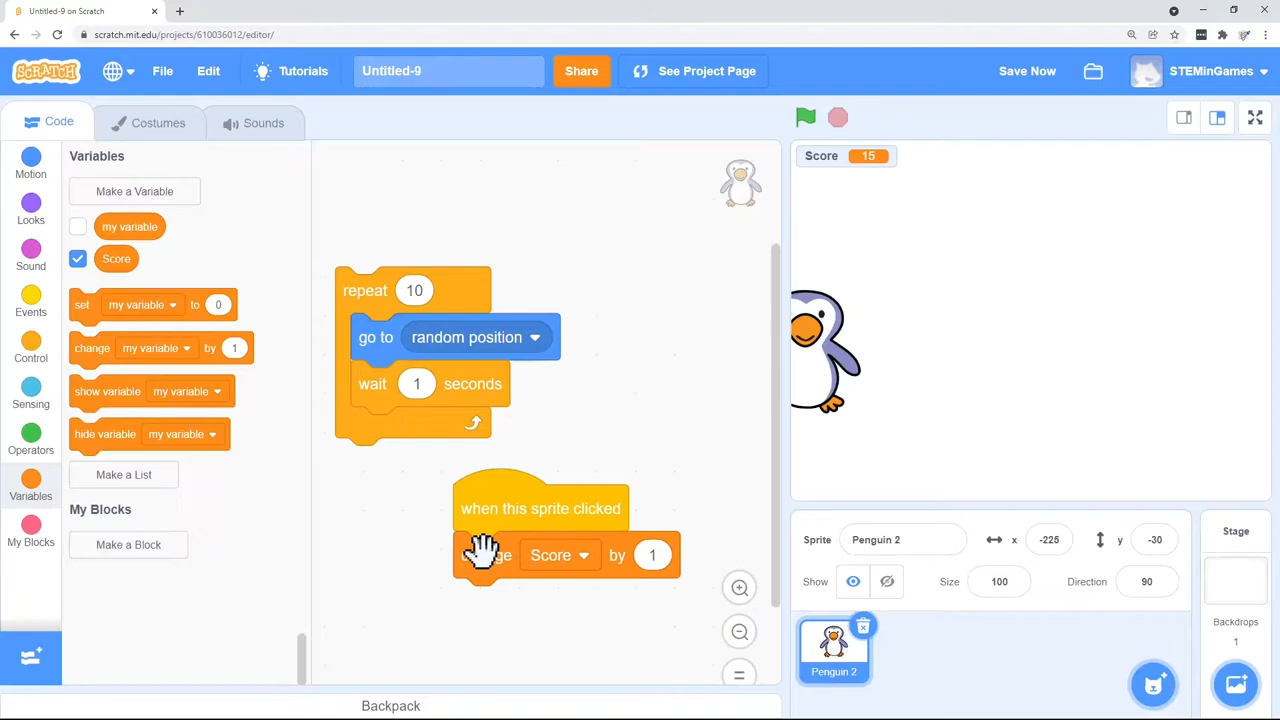 Untitled-9 on Scratch
scratch.mit.edu/projects/610036012/editor/
SCRATCH File Edit Tutorials Untitled-9 Share See Project Page Save Now STEMinGames
Code Costumes Sounds
Motion
Looks
Sound
Events
Control
Sensing
Operators
Variables
My Blocks
Variables
Make a Variable
my variable
Score
set my variable to 0
change my variable by 1
show variable my variable
hide variable my variable
Make a List
My Blocks
Make a Block
repeat 10
go to random position
wait 1 seconds
when this sprite clicked
Score by 1
Backpack
Score 15
Sprite Penguin 2 x -225 y -30
Show Size 100 Direction 90
Penguin 2
Stage
Backdrops
1